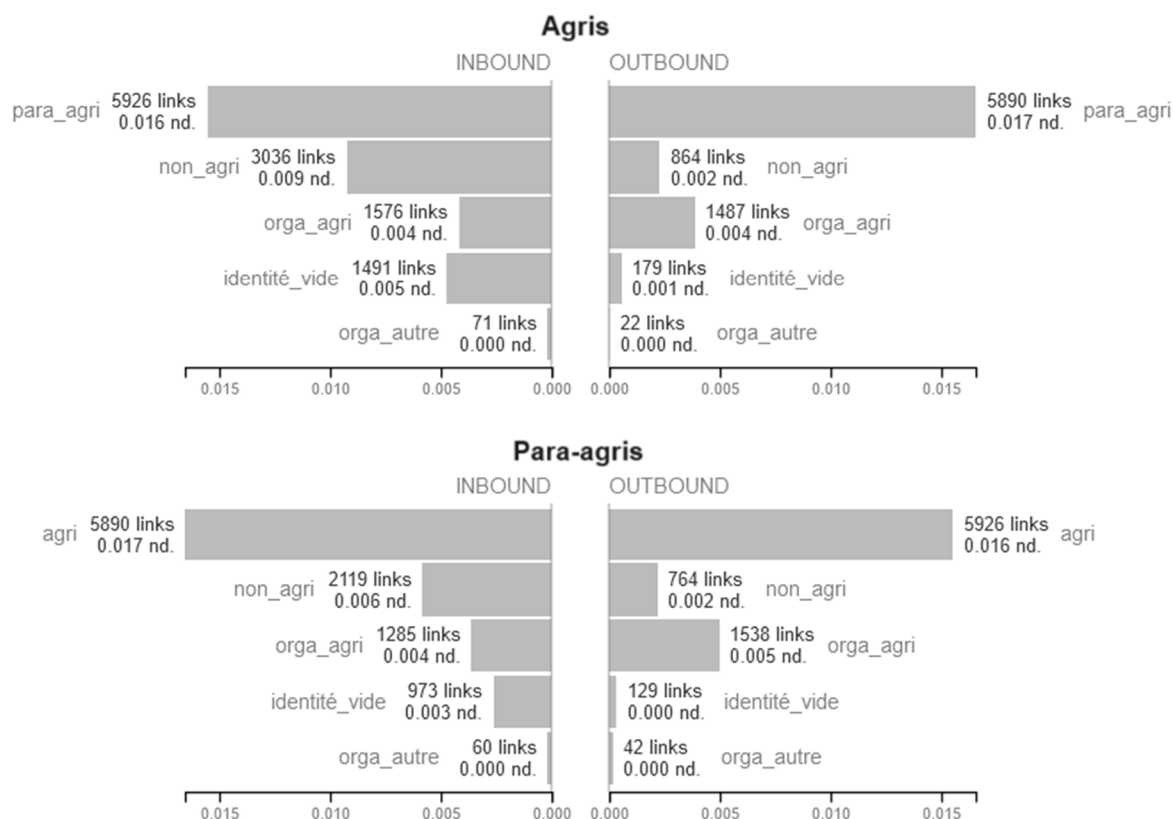 Agris
INBOUND OUTBOUND
para_agri 5926 links 5890 links para_agri
0.016 nd. 0.017 nd.
non_agri 3036 links 864 links non_agri
0.009 nd. 0.002 nd.
orga_agri 1576 links 1487 links orga_agri
0.004 nd. 0.004 nd.
identité_vide 1491 links 179 links identité_vide
0.005 nd. 0.001 nd.
orga_autre 71 links 22 links orga_autre
0.000 nd. 0.000 nd.
0.015 0.010 0.005 0.000 0.000 0.005 0.010 0.015
Para-agris
INBOUND OUTBOUND
agri 5890 links 5926 links agri
0.017 nd. 0.016 nd.
non_agri 2119 links 764 links non_agri
0.006 nd. 0.002 nd.
orga_agri 1285 links 1538 links orga_agri
0.004 nd. 0.005 nd.
identité_vide 973 links 129 links identité_vide
0.003 nd. 0.000 nd.
orga_autre 60 links 42 links orga_autre
0.000 nd. 0.000 nd.
0.015 0.010 0.005 0.000 0.000 0.005 0.010 0.015